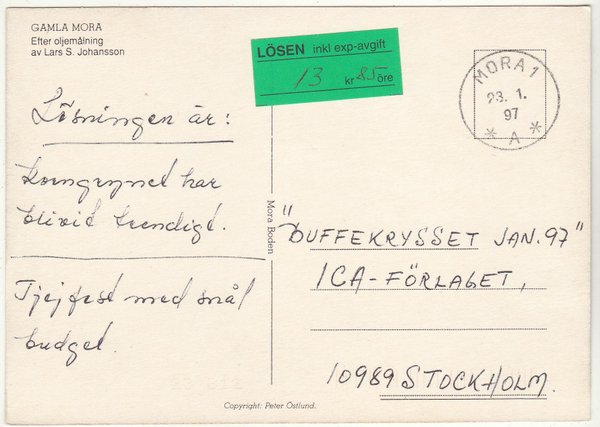 GAMLA MORA
Efter oljemålning
av Lars S. Johansson
LÖSEN inkl exp-avgift
13 kr 85 öre
MORA 1
23. 1.
97
* A *
Lösningen är:
Korngrynet har
blivit trendigt.
Tjejfest med smål
budget.
Mora Boden
"BUFFEKRYSSET JAN. 97"
ICA-FÖRLAGET,
10989 STOCKHOLM.
Copyright: Peter Östlund.